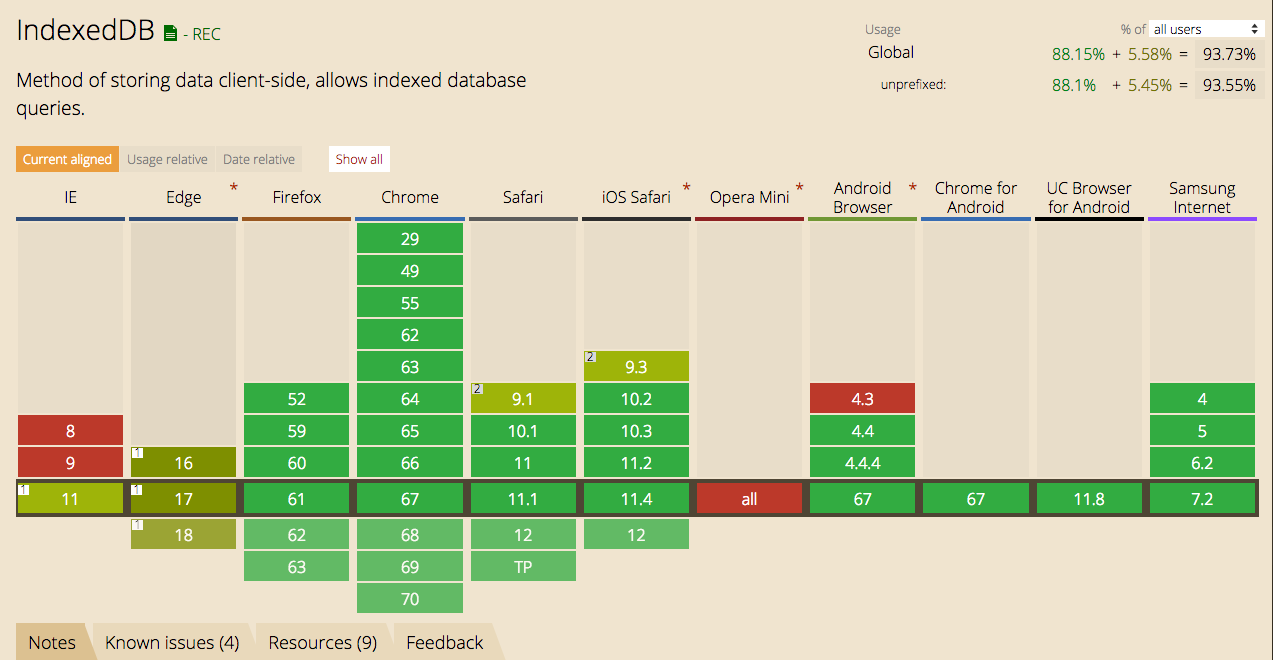 IndexedDB - REC
Usage % of all users
Global 88.15% + 5.58% = 93.73%
unprefixed: 88.1% + 5.45% = 93.55%
Method of storing data client-side, allows indexed database
queries.
Current aligned Usage relative Date relative Show all
IE Edge * Firefox Chrome Safari iOS Safari * Opera Mini * Android Browser * Chrome for Android UC Browser for Android Samsung Internet
29
49
55
62
63 2 9.3
52 64 2 9.1 10.2 4.3 4
8 59 65 10.1 10.3 4.4 5
9 1 16 60 66 11 11.2 4.4.4 6.2
1 11 1 17 61 67 11.1 11.4 all 67 67 11.8 7.2
1 18 62 68 12 12
63 69 TP
70
Notes Known issues (4) Resources (9) Feedback